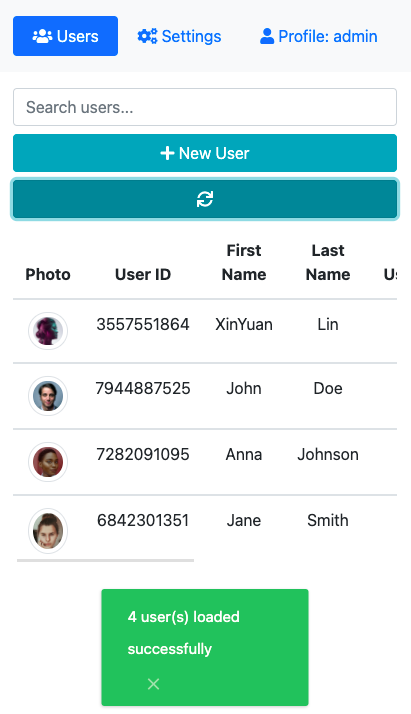 Users Settings Profile: admin
Search users...
New User
Photo User ID First Name Last Name
3557551864 XinYuan Lin
7944887525 John Doe
7282091095 Anna Johnson
6842301351 Jane Smith
4 user(s) loaded
successfully